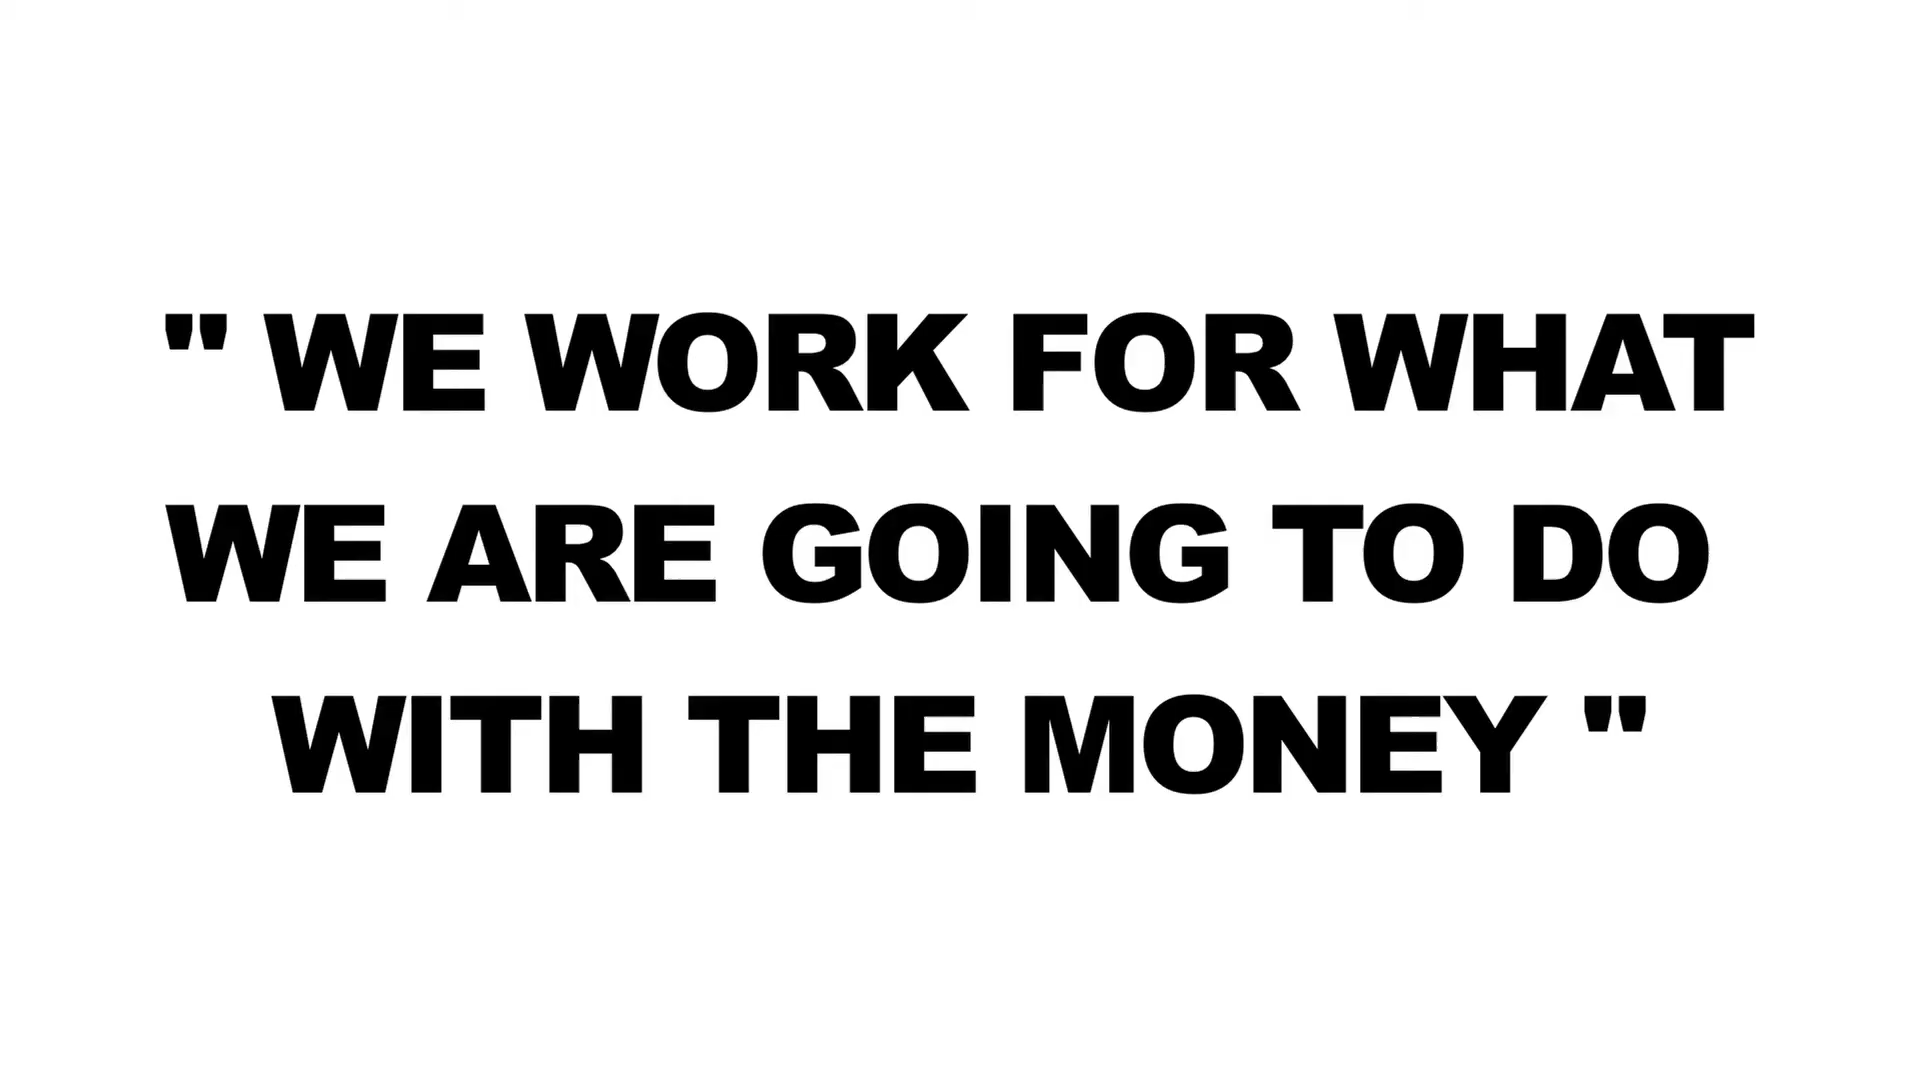 " WE WORK FOR WHAT
WE ARE GOING TO DO
WITH THE MONEY "